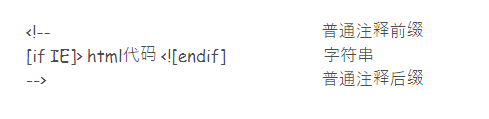 <!--  普通注释前缀
[if IE]> html代码 <![endif]  字符串
-->  普通注释后缀